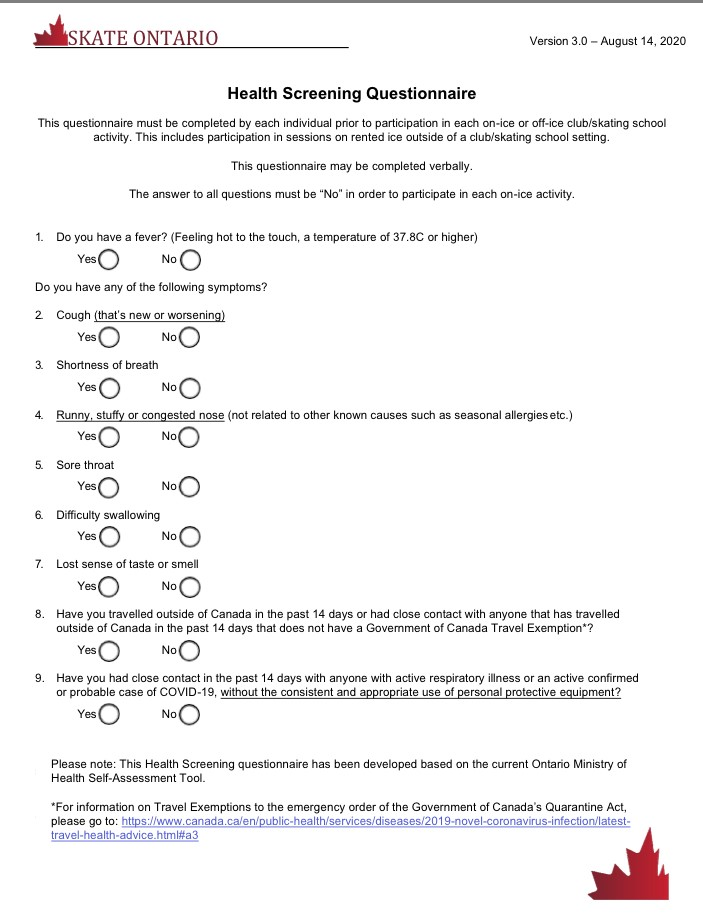 SKATE ONTARIO
Version 3.0 – August 14, 2020
Health Screening Questionnaire
This questionnaire must be completed by each individual prior to participation in each on-ice or off-ice club/skating school
activity. This includes participation in sessions on rented ice outside of a club/skating school setting.
This questionnaire may be completed verbally.
The answer to all questions must be “No” in order to participate in each on-ice activity.
1. Do you have a fever? (Feeling hot to the touch, a temperature of 37.8C or higher)
Yes No
Do you have any of the following symptoms?
2. Cough (that’s new or worsening)
Yes No
3. Shortness of breath
Yes No
4. Runny, stuffy or congested nose (not related to other known causes such as seasonal allergies etc.)
Yes No
5. Sore throat
Yes No
6. Difficulty swallowing
Yes No
7. Lost sense of taste or smell
Yes No
8. Have you travelled outside of Canada in the past 14 days or had close contact with anyone that has travelled
outside of Canada in the past 14 days that does not have a Government of Canada Travel Exemption*?
Yes No
9. Have you had close contact in the past 14 days with anyone with active respiratory illness or an active confirmed
or probable case of COVID-19, without the consistent and appropriate use of personal protective equipment?
Yes No
Please note: This Health Screening questionnaire has been developed based on the current Ontario Ministry of
Health Self-Assessment Tool.
*For information on Travel Exemptions to the emergency order of the Government of Canada’s Quarantine Act,
please go to: https://www.canada.ca/en/public-health/services/diseases/2019-novel-coronavirus-infection/latest-
travel-health-advice.html#a3